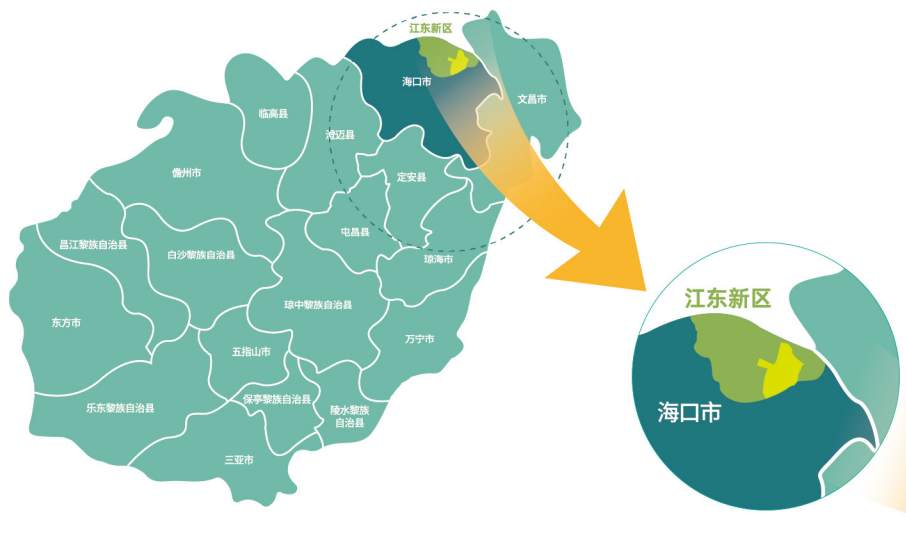 江东新区
海口市
文昌市
临高县
澄迈县
儋州市
定安县
屯昌县
昌江黎族自治县
白沙黎族自治县
琼海市
琼中黎族自治县
东方市
万宁市
五指山市
保亭黎族自治县
乐东黎族自治县
陵水黎族
自治县
三亚市
江东新区
海口市